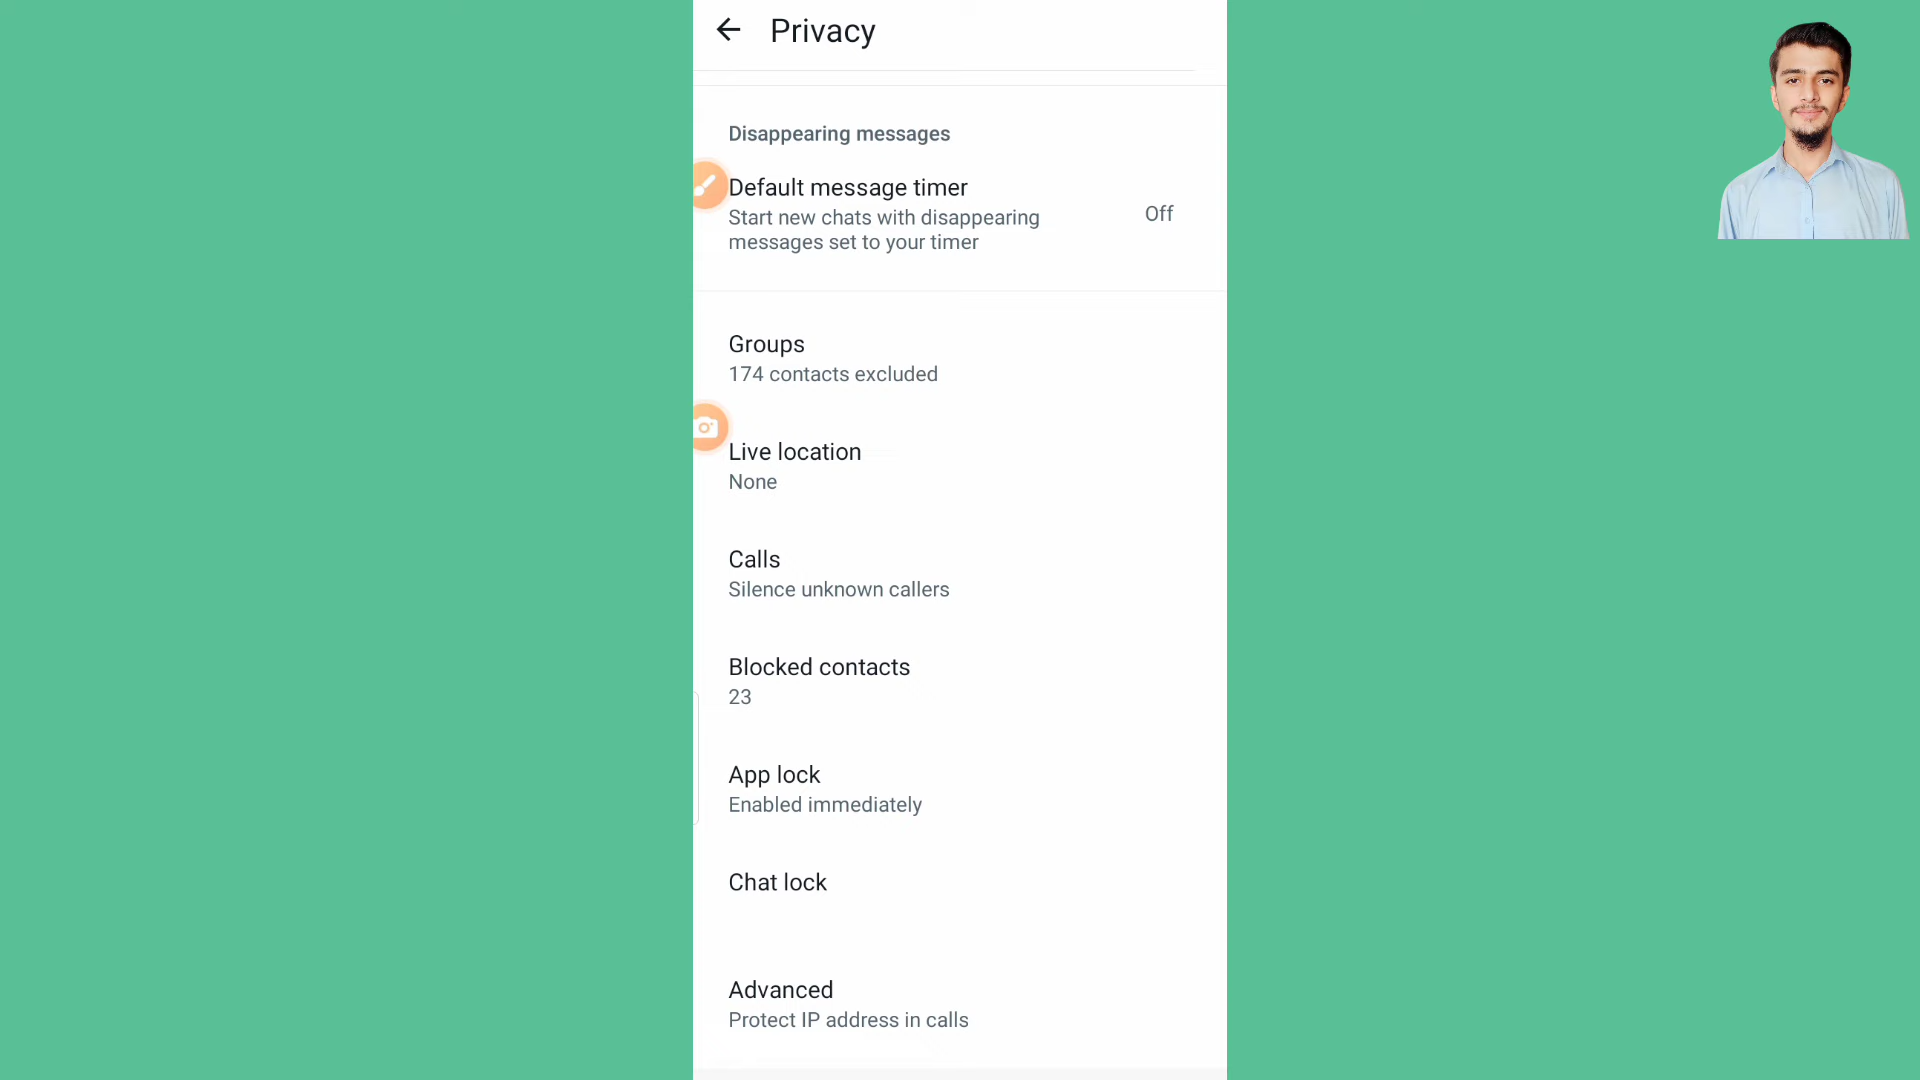 Privacy
Disappearing messages
Default message timer
Start new chats with disappearing
messages set to your timer
Off
Groups
174 contacts excluded
Live location
None
Calls
Silence unknown callers
Blocked contacts
23
App lock
Enabled immediately
Chat lock
Advanced
Protect IP address in calls